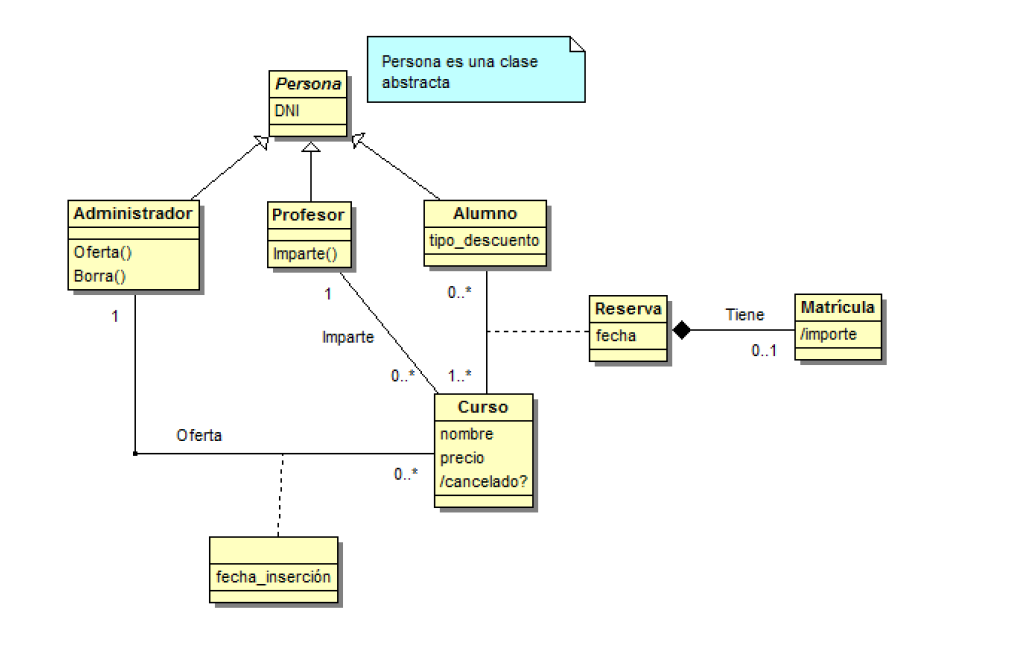 Persona es una clase
abstracta
Persona
DNI
Administrador
Oferta()
Borra()
Profesor
Imparte()
Alumno
tipo_descuento
1
1
0..*
Reserva
fecha
Tiene
0..1
Matrícula
/importe
Imparte
0..*
1..*
Curso
nombre
precio
/cancelado?
Oferta
0..*
fecha_inserción